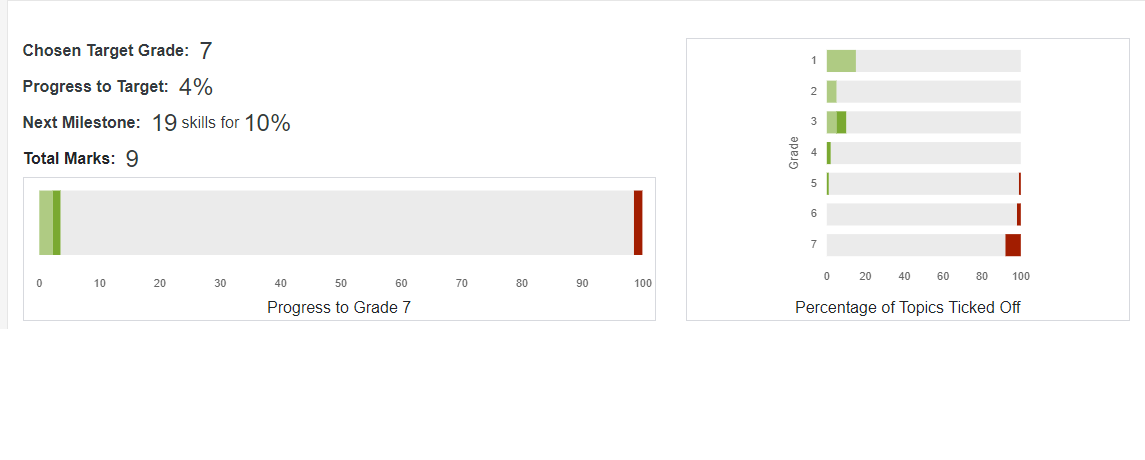 Chosen Target Grade: 7
Progress to Target: 4%
Next Milestone: 19 skills for 10%
Total Marks: 9
0 10 20 30 40 50 60 70 80 90 100
Progress to Grade 7
Grade
1
2
3
4
5
6
7
0 20 40 60 80 100
Percentage of Topics Ticked Off